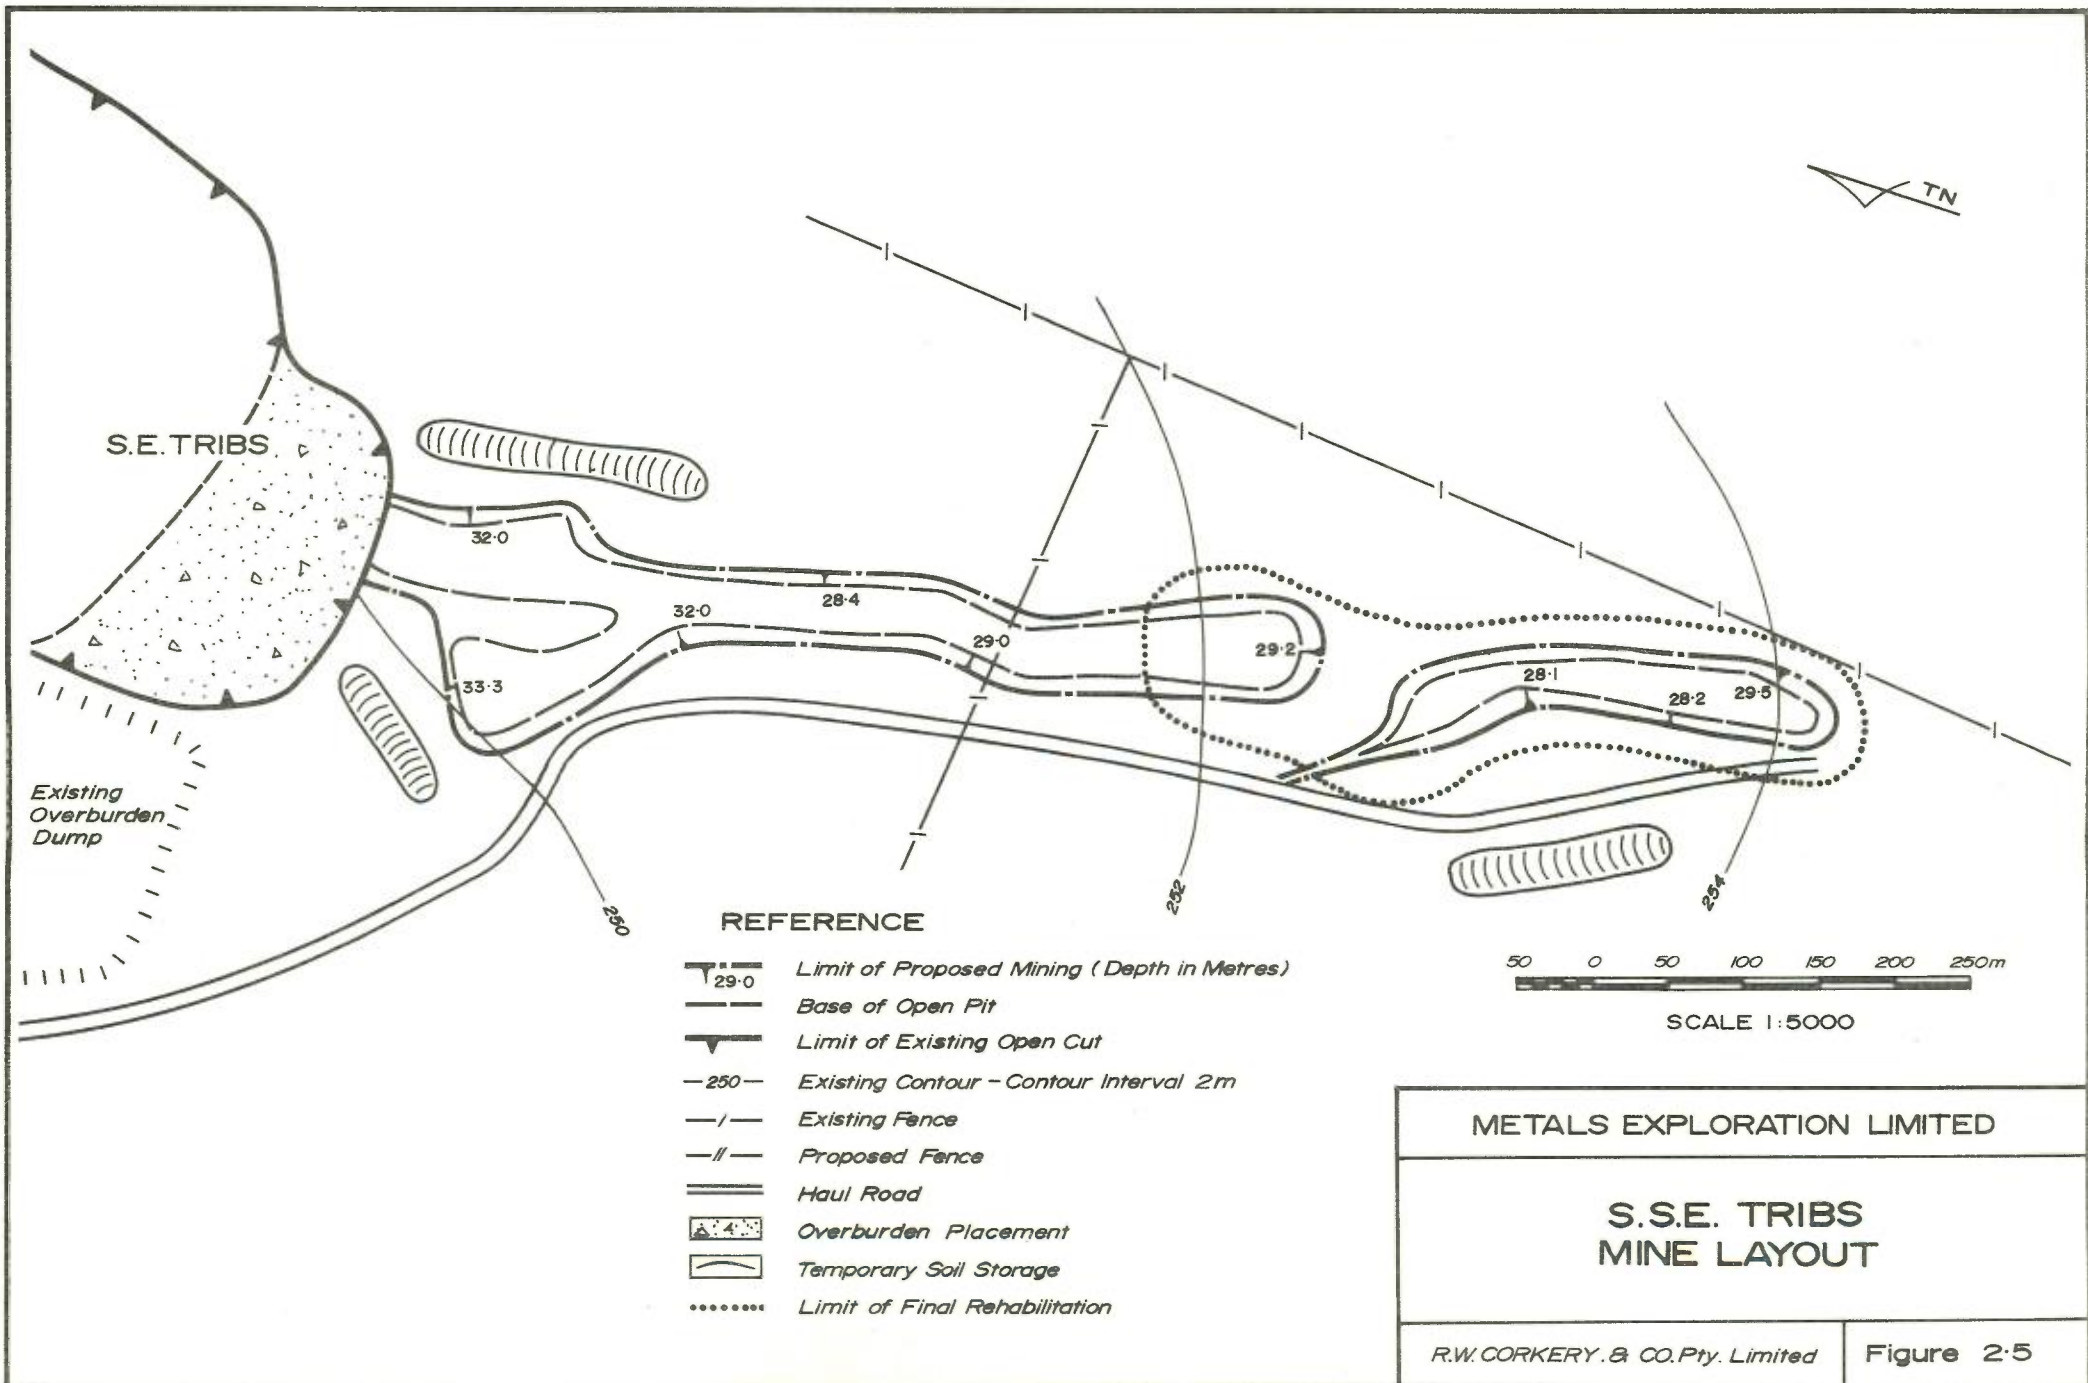 TN
S.E. TRIBS
32·0
28·4
32·0
29·0
29·2
33·3
28·1
28·2
29·5
Existing
Overburden
Dump
250
252
254
REFERENCE
29·0
Limit of Proposed Mining (Depth in Metres)
Base of Open Pit
Limit of Existing Open Cut
250
Existing Contour – Contour Interval 2m
Existing Fence
Proposed Fence
Haul Road
Overburden Placement
Temporary Soil Storage
Limit of Final Rehabilitation
50 0 50 100 150 200 250m
SCALE 1:5000
METALS EXPLORATION LIMITED
S.S.E. TRIBS
MINE LAYOUT
R.W. CORKERY. & CO. Pty. Limited
Figure 2·5